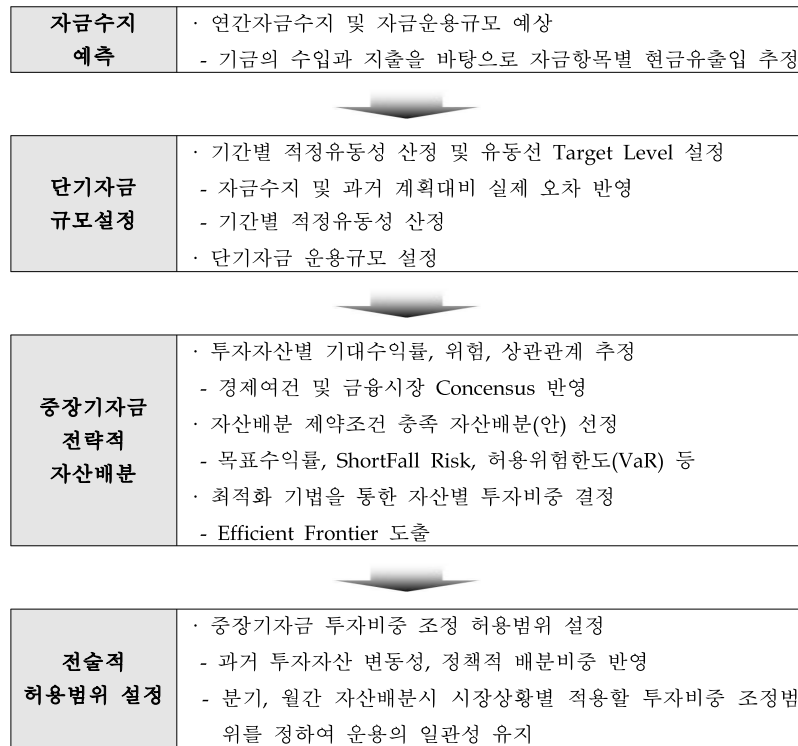 자금수지
예측
· 연간자금수지 및 자금운용규모 예상
- 기금의 수입과 지출을 바탕으로 자금항목별 현금유출입 추정
단기자금
규모설정
· 기간별 적정유동성 산정 및 유동선 Target Level 설정
- 자금수지 및 과거 계획대비 실제 오차 반영
- 기간별 적정유동성 산정
· 단기자금 운용규모 설정
중장기자금
전략적
자산배분
· 투자자산별 기대수익률, 위험, 상관관계 추정
- 경제여건 및 금융시장 Concensus 반영
· 자산배분 제약조건 충족 자산배분(안) 선정
- 목표수익률, ShortFall Risk, 허용위험한도(VaR) 등
· 최적화 기법을 통한 자산별 투자비중 결정
- Efficient Frontier 도출
전술적
허용범위 설정
· 중장기자금 투자비중 조정 허용범위 설정
- 과거 투자자산 변동성, 정책적 배분비중 반영
- 분기, 월간 자산배분시 시장상황별 적용할 투자비중 조정범
위를 정하여 운용의 일관성 유지